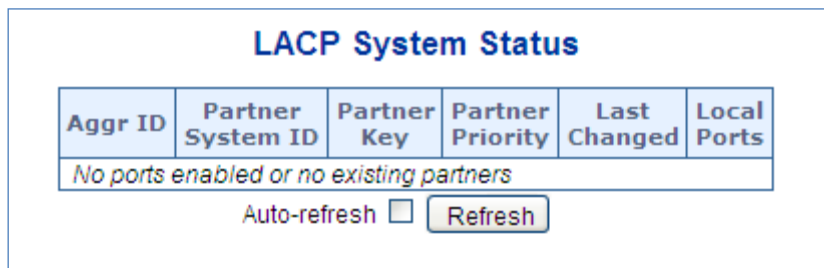 LACP System Status
Aggr ID Partner System ID Partner Key Partner Priority Last Changed Local Ports
No ports enabled or no existing partners
Auto-refresh Refresh